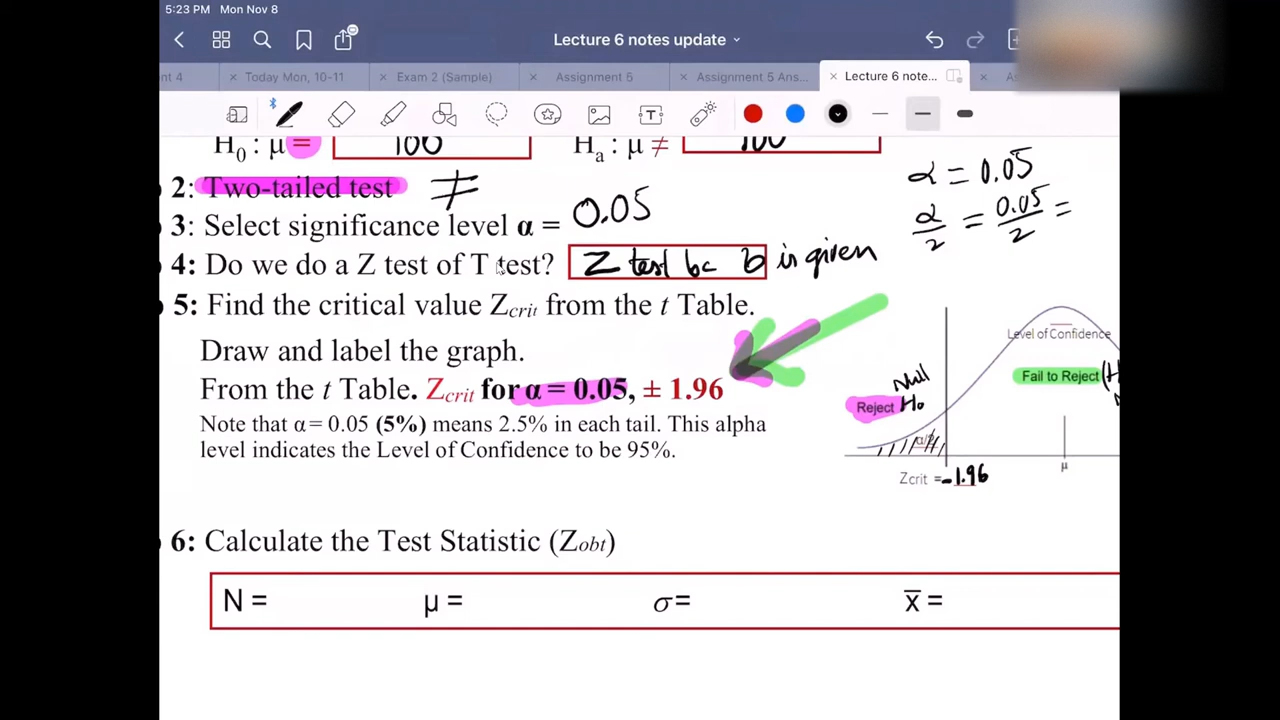 5:23 PM Mon Nov 8
Lecture 6 notes update
nt 4
Today Mon, 10-11
Exam 2 (Sample)
Assignment 6
Assignment 5 Ans...
Lecture 6 note...
H0 : μ = 100 Ha : μ ≠ 100
2: Two-tailed test ≠
3: Select significance level α = 0.05
4: Do we do a Z test of T test? Z test bc σ is given
α = 0.05
α/2 = 0.05/2 =
5: Find the critical value Zcrit from the t Table.
Draw and label the graph.
From the t Table. Zcrit for α = 0.05, ± 1.96
Note that α = 0.05 (5%) means 2.5% in each tail. This alpha
level indicates the Level of Confidence to be 95%.
Level of Confidence
Fail to Reject (H
Null
Reject H0
α/2
μ
Zcrit = -1.96
6: Calculate the Test Statistic (Zobt)
N = μ = σ= x̅ =